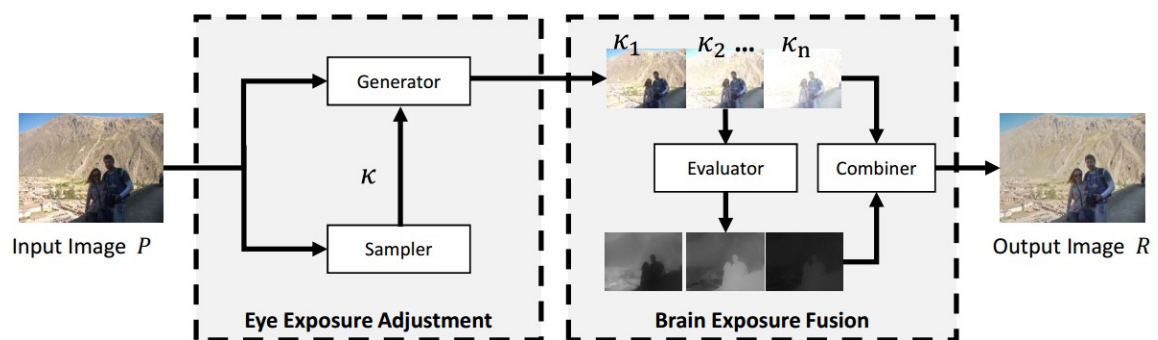 Input Image P
Generator
κ
Sampler
Eye Exposure Adjustment
κ₁ κ₂ ... κₙ
Evaluator
Combiner
Brain Exposure Fusion
Output Image R